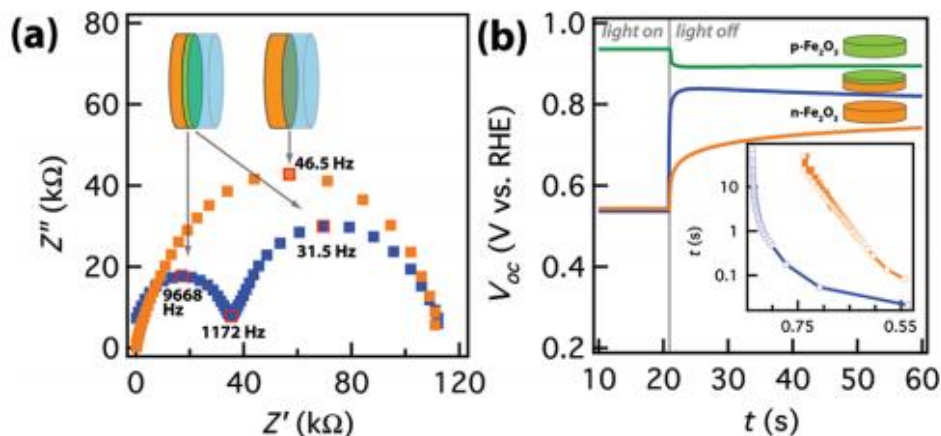 (a)
80
60
40
20
0
Z'' (kΩ)
46.5 Hz
31.5 Hz
9668
Hz
1172 Hz
0 40 80 120
Z' (kΩ)
(b)
1.0
0.8
0.6
0.4
0.2
V_oc (V vs. RHE)
light on light off
p-Fe₂O₃
n-Fe₂O₃
10
1
0.1
t (s)
0.75 0.55
10 20 30 40 50 60
t (s)